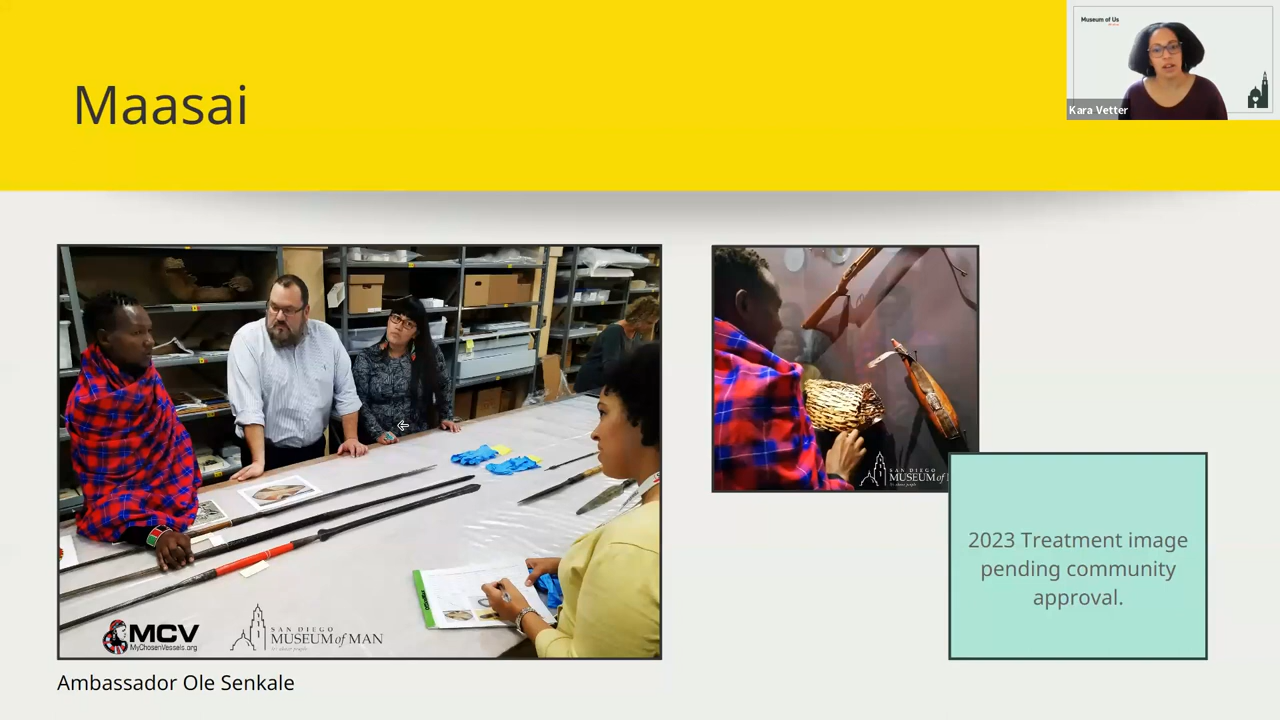 Maasai
Museum of Us
Kara Vetter
MCV
MyChosenVessels.org
SAN DIEGO
MUSEUM of MAN
SAN DIEGO
MUSEUM of
2023 Treatment image
pending community
approval.
Ambassador Ole Senkale